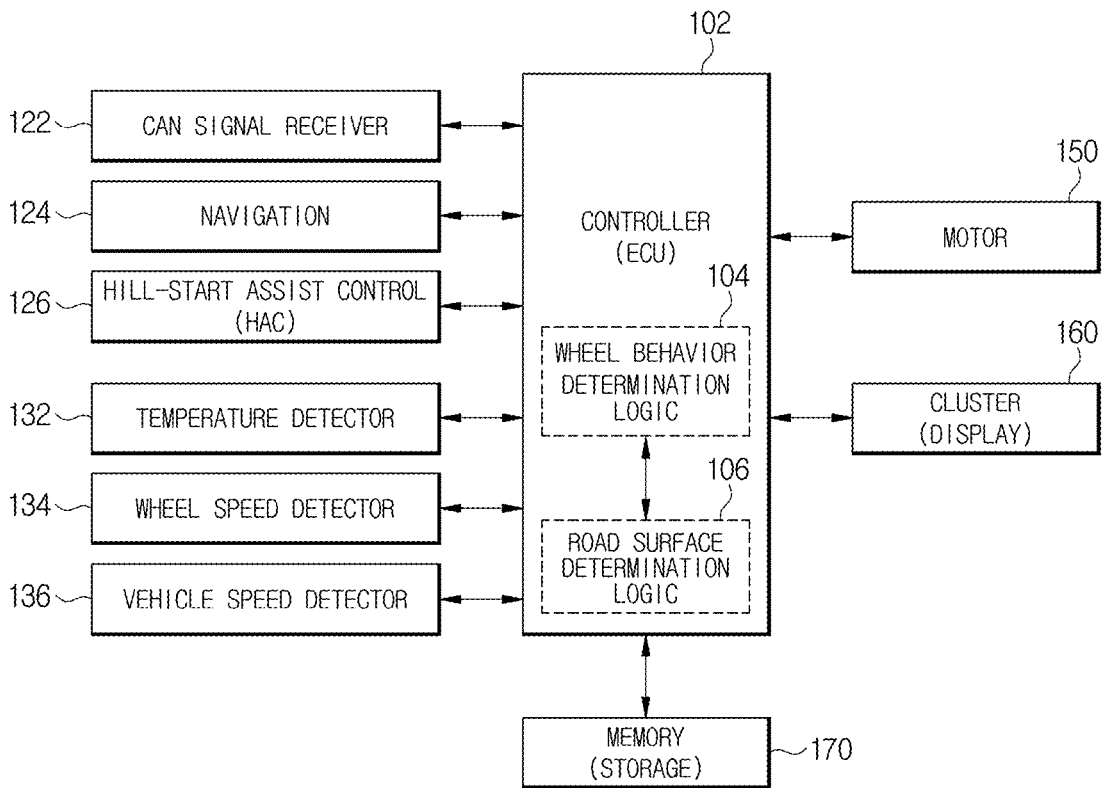 102
122
CAN SIGNAL RECEIVER
124
NAVIGATION
126
HILL-START ASSIST CONTROL
(HAC)
132
TEMPERATURE DETECTOR
134
WHEEL SPEED DETECTOR
136
VEHICLE SPEED DETECTOR
CONTROLLER
(ECU)
104
WHEEL BEHAVIOR
DETERMINATION
LOGIC
106
ROAD SURFACE
DETERMINATION
LOGIC
150
MOTOR
160
CLUSTER
(DISPLAY)
MEMORY
(STORAGE)
170